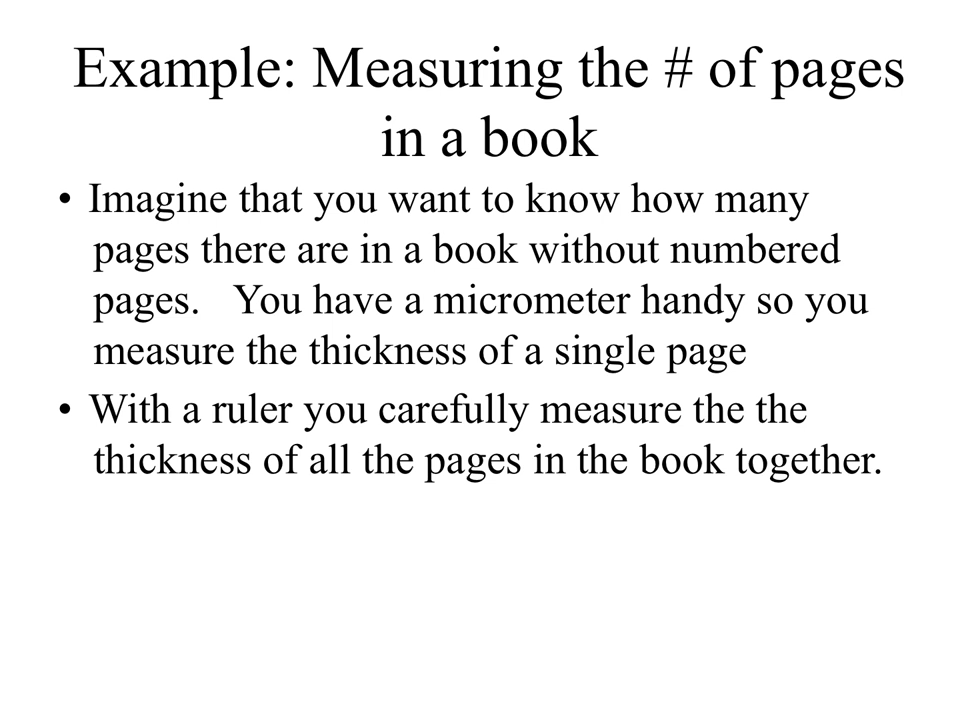 Example: Measuring the # of pages
in a book
• Imagine that you want to know how many
pages there are in a book without numbered
pages. You have a micrometer handy so you
measure the thickness of a single page
• With a ruler you carefully measure the the
thickness of all the pages in the book together.